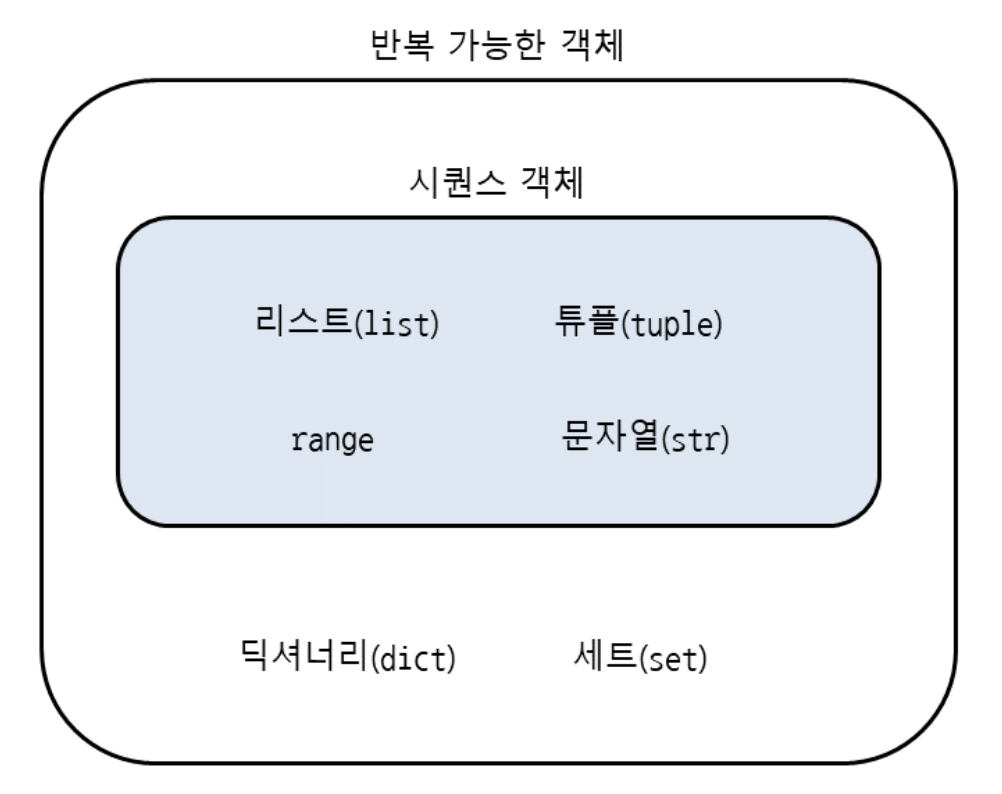 반복 가능한 객체
시퀀스 객체
리스트(list) 튜플(tuple)
range 문자열(str)
딕셔너리(dict) 세트(set)